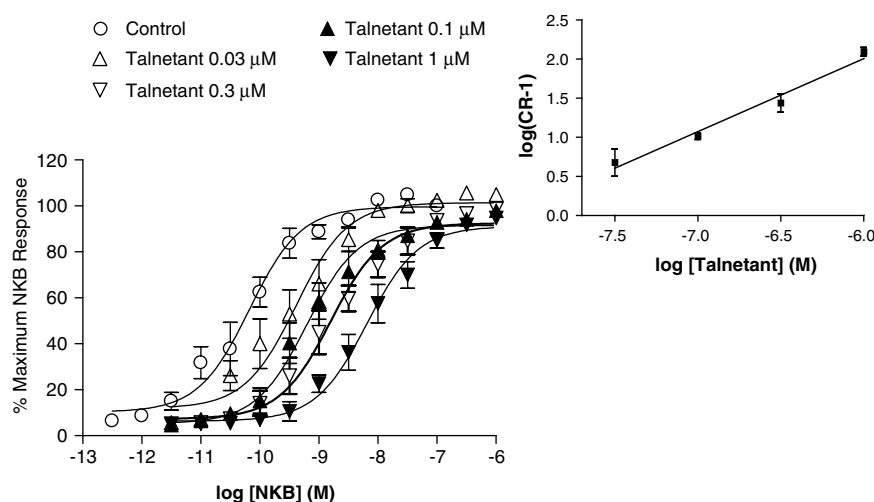 Control
Talnetant 0.03 μM
Talnetant 0.3 μM
Talnetant 0.1 μM
Talnetant 1 μM
% Maximum NKB Response
120
100
80
60
40
20
0
-13 -12 -11 -10 -9 -8 -7 -6
log [NKB] (M)
log(CR-1)
2.5
2.0
1.5
1.0
0.5
0.0
-7.5 -7.0 -6.5 -6.0
log [Talnetant] (M)